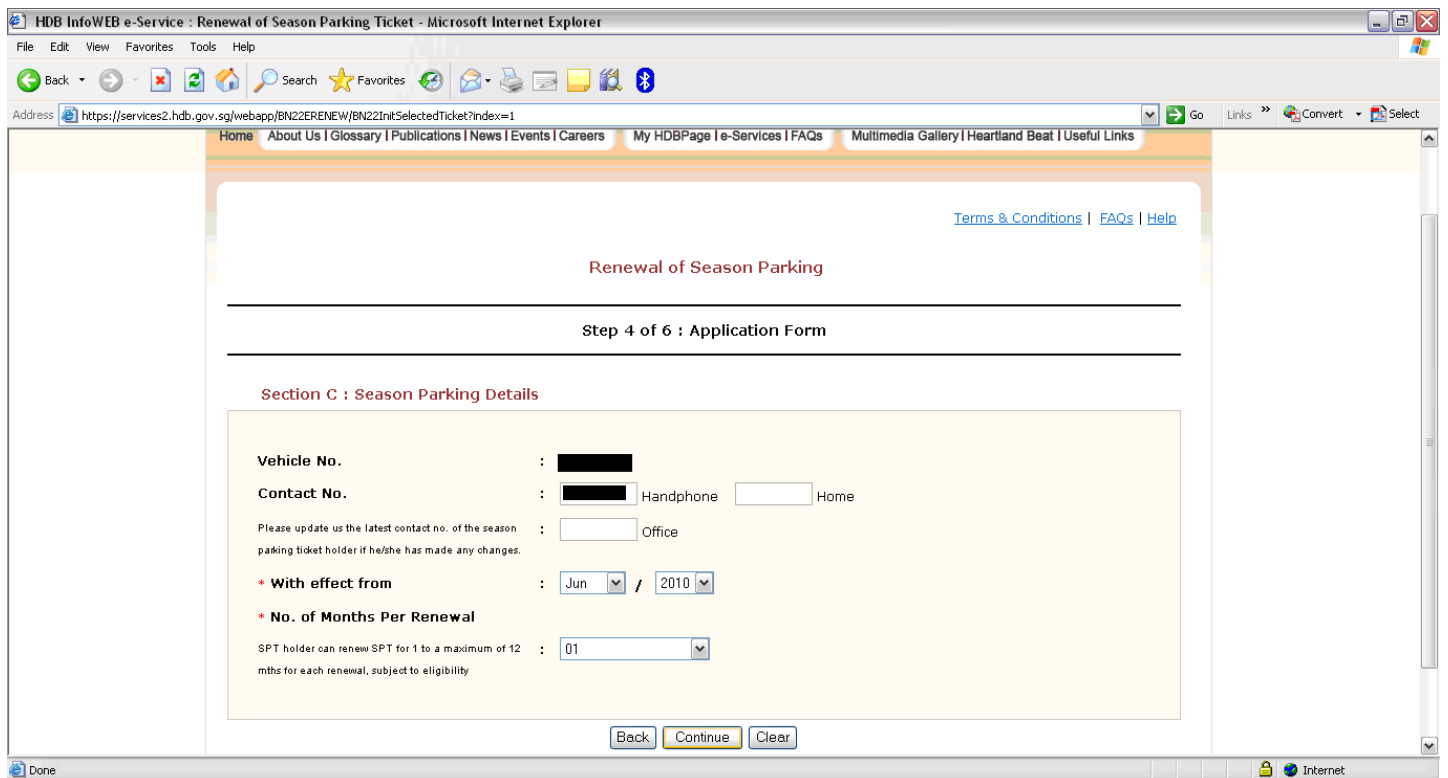 HDB InfoWEB e-Service : Renewal of Season Parking Ticket - Microsoft Internet Explorer
File Edit View Favorites Tools Help
Back Search Favorites
Address https://services2.hdb.gov.sg/webapp/BN22ERENEW/BN22InitSelectedTicket?index=1 Go Links » Convert Select
Home About Us | Glossary | Publications | News | Events | Careers My HDBPage | e-Services | FAQs Multimedia Gallery | Heartland Beat | Useful Links
Terms & Conditions | FAQs | Help
Renewal of Season Parking
Step 4 of 6 : Application Form
Section C : Season Parking Details
Vehicle No. :
Contact No. : Handphone Home
Please update us the latest contact no. of the season : Office
parking ticket holder if he/she has made any changes.
* With effect from : Jun / 2010
* No. of Months Per Renewal
SPT holder can renew SPT for 1 to a maximum of 12 : 01
mths for each renewal, subject to eligibility
Back Continue Clear
Done Internet